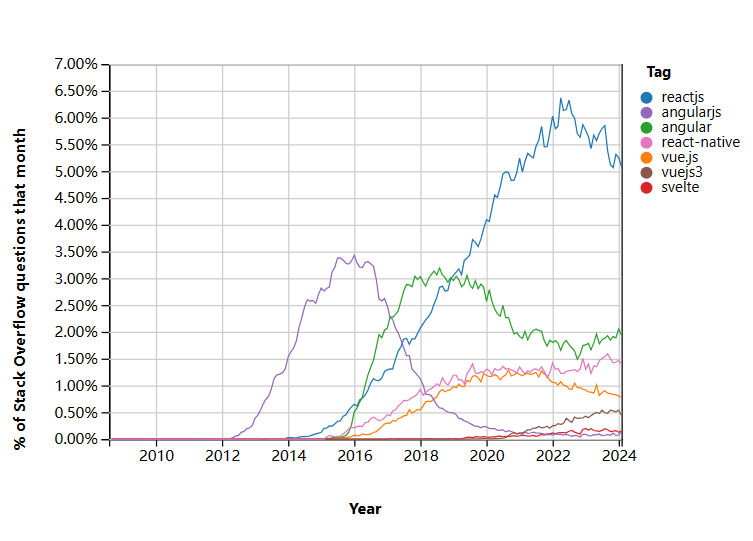 % of Stack Overflow questions that month
7.00%
6.50%
6.00%
5.50%
5.00%
4.50%
4.00%
3.50%
3.00%
2.50%
2.00%
1.50%
1.00%
0.50%
0.00%
2010
2012
2014
2016
2018
2020
2022
2024
Year
Tag
reactjs
angularjs
angular
react-native
vue.js
vuejs3
svelte